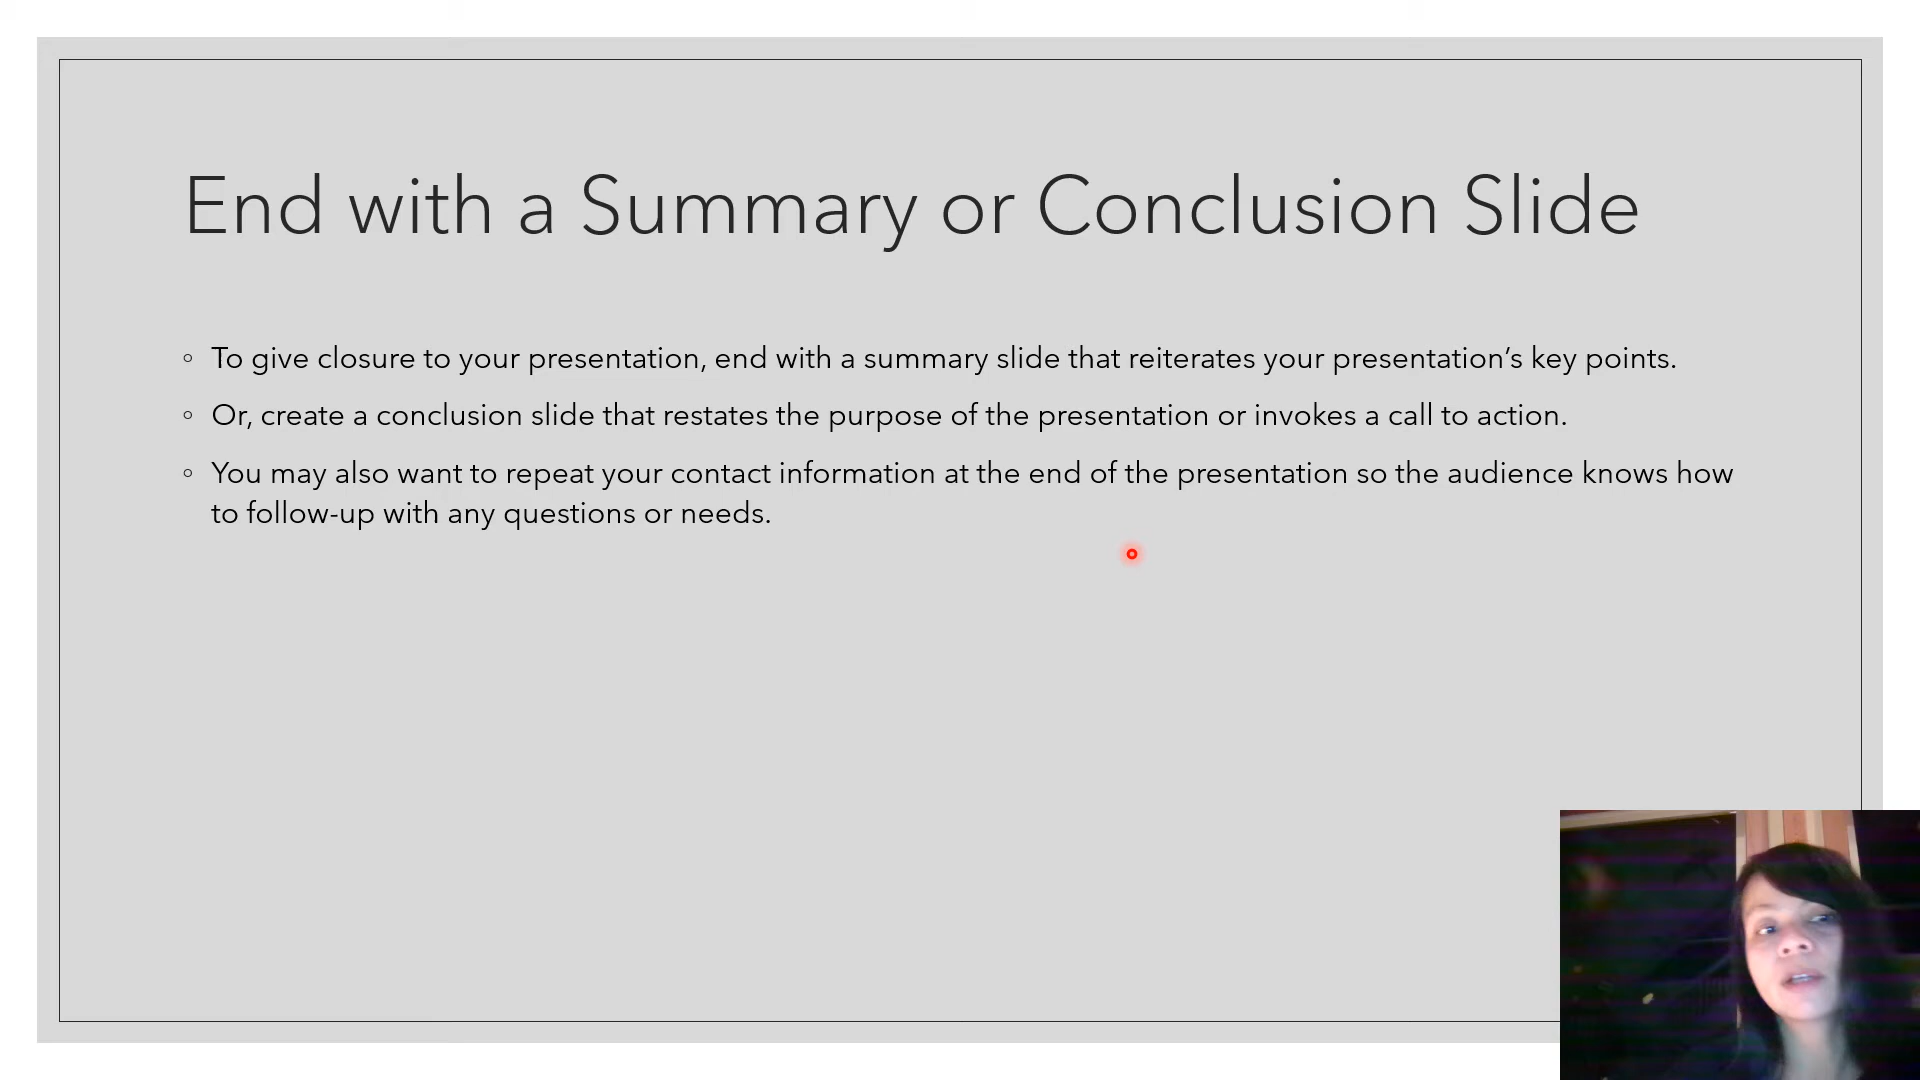 End with a Summary or Conclusion Slide
◦ To give closure to your presentation, end with a summary slide that reiterates your presentation’s key points.
◦ Or, create a conclusion slide that restates the purpose of the presentation or invokes a call to action.
◦ You may also want to repeat your contact information at the end of the presentation so the audience knows how
to follow-up with any questions or needs.